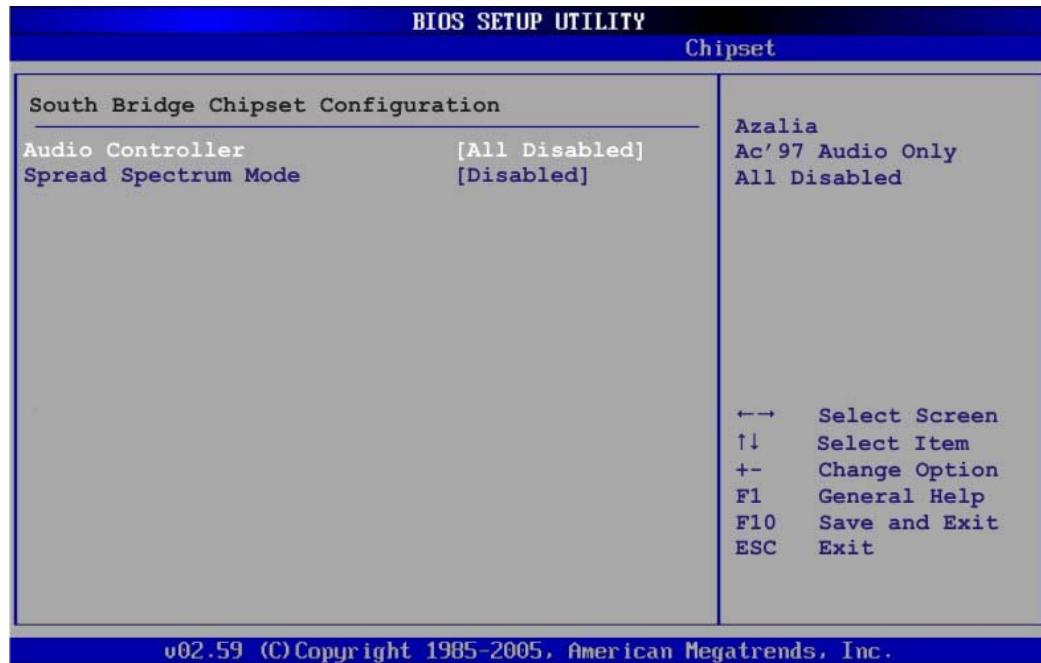 BIOS SETUP UTILITY
Chipset
South Bridge Chipset Configuration
Audio Controller [All Disabled]
Spread Spectrum Mode [Disabled]
Azalia
Ac'97 Audio Only
All Disabled
←→ Select Screen
↑↓ Select Item
+- Change Option
F1 General Help
F10 Save and Exit
ESC Exit
v02.59 (C)Copyright 1985-2005, American Megatrends, Inc.